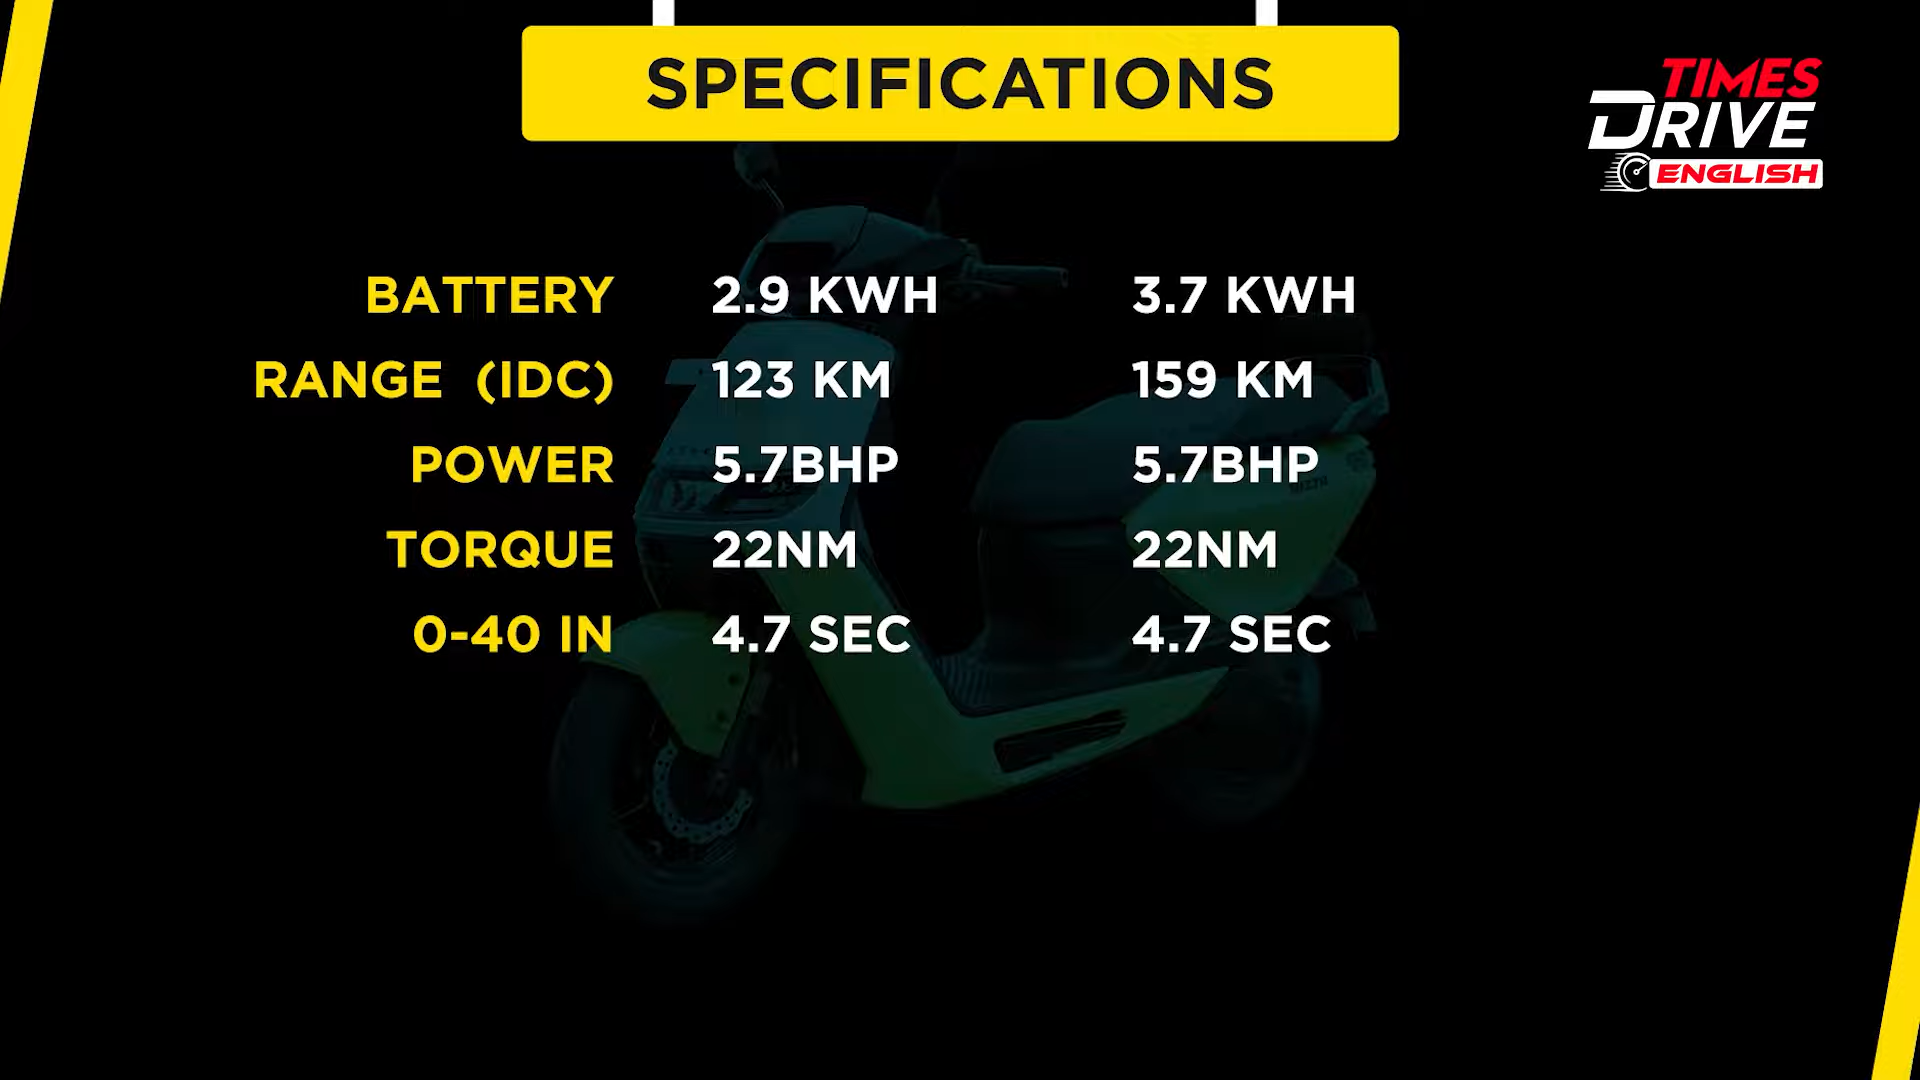 SPECIFICATIONS
TIMES
DRIVE
ENGLISH
BATTERY 2.9 KWH 3.7 KWH
RANGE (IDC) 123 KM 159 KM
POWER 5.7BHP 5.7BHP
TORQUE 22NM 22NM
0-40 IN 4.7 SEC 4.7 SEC